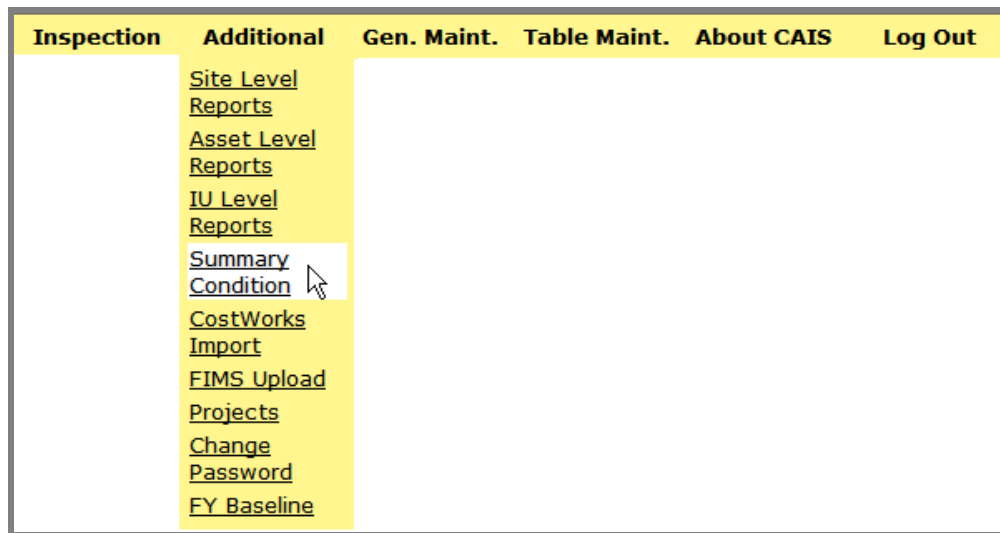 Inspection Additional Gen. Maint. Table Maint. About CAIS Log Out
Site Level
Reports
Asset Level
Reports
IU Level
Reports
Summary
Condition
CostWorks
Import
FIMS Upload
Projects
Change
Password
FY Baseline